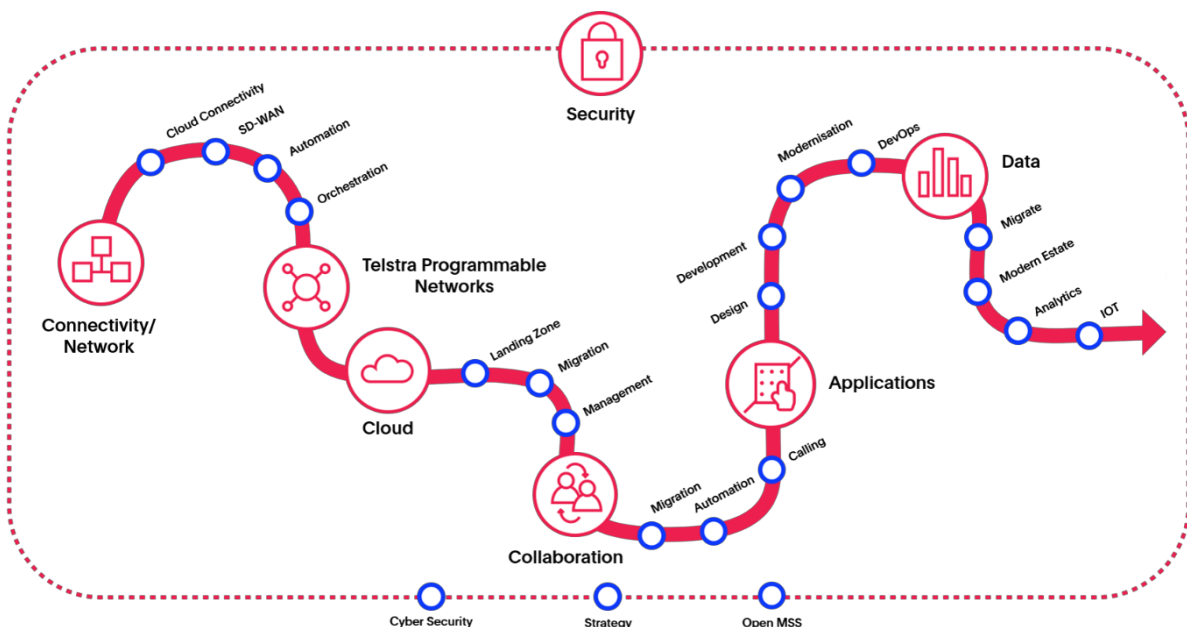 Security
Cloud Connectivity
SD-WAN
Automation
Orchestration
Connectivity/
Network
Telstra Programmable
Networks
Cloud
Landing Zone
Migration
Management
Collaboration
Migration
Automation
Calling
Applications
Design
Development
Modernisation
DevOps
Data
Migrate
Modern Estate
Analytics
IOT
Cyber Security
Strategy
Open MSS